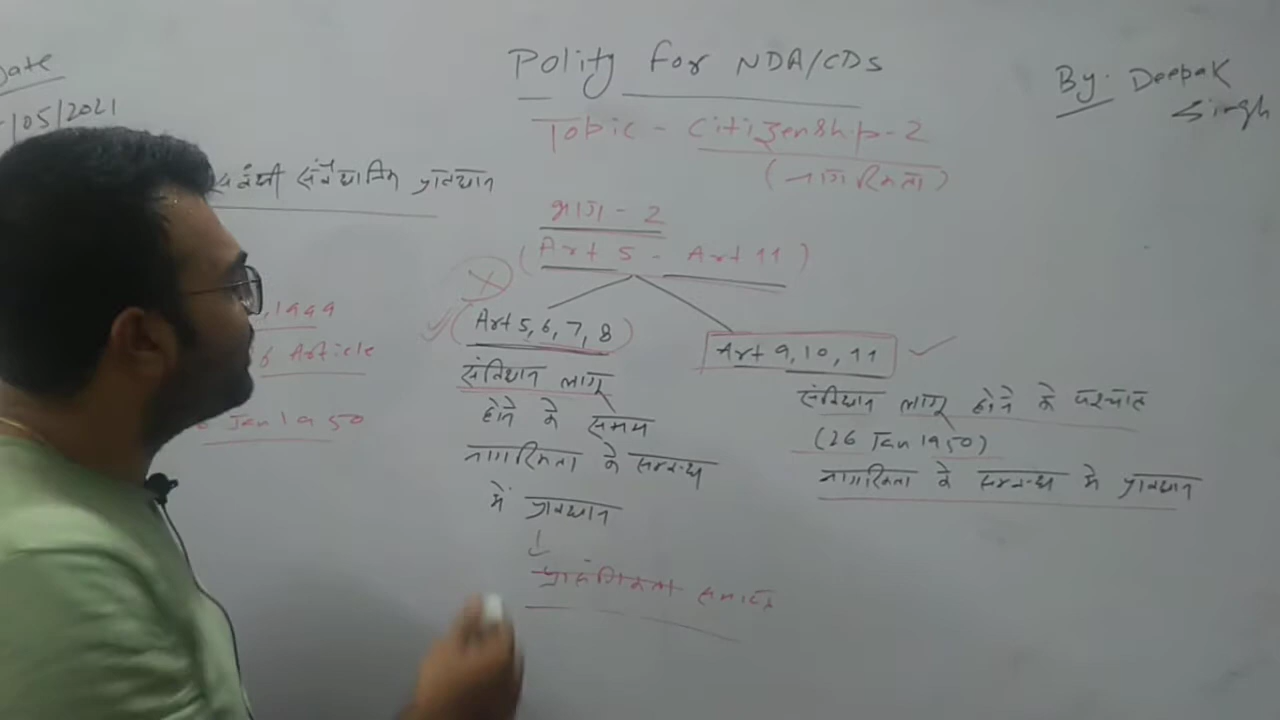 Date
/05/2021
Polity for NDA/CDs
By: Deepak
Singh
Topic - Citizenship-2
(नागरिकता)
संबंधी संवैधानिक प्रावधान
भाग - 2
(Art 5 - Art 11)
X
,1949
Article
Jan 1950
(Art 5, 6, 7, 8)
संविधान लागू
होने के समय
नागरिकता के सम्बन्ध
में प्रावधान
प्रासंगिकता समाप्त
Art 9, 10, 11
संविधान लागू होने के पश्चात
(26 Jan 1950)
नागरिकता के सम्बन्ध मे प्रावधान